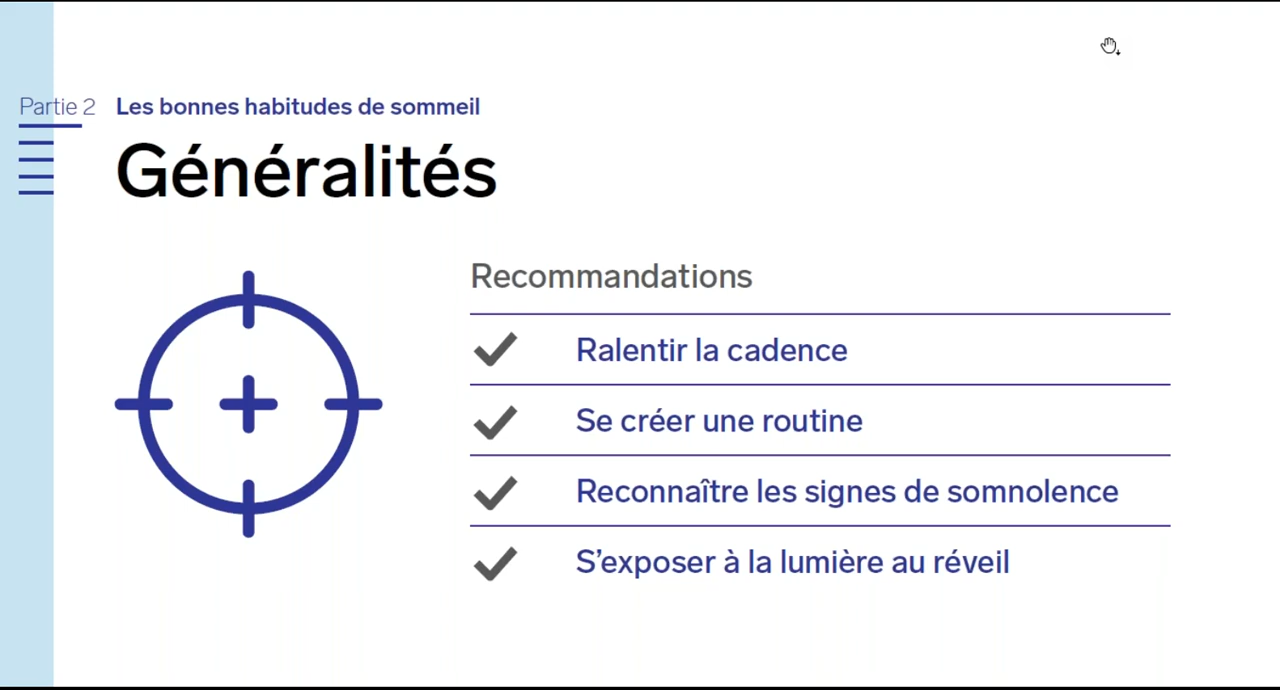 Partie 2 Les bonnes habitudes de sommeil
Généralités
Recommandations
Ralentir la cadence
Se créer une routine
Reconnaître les signes de somnolence
S’exposer à la lumière au réveil